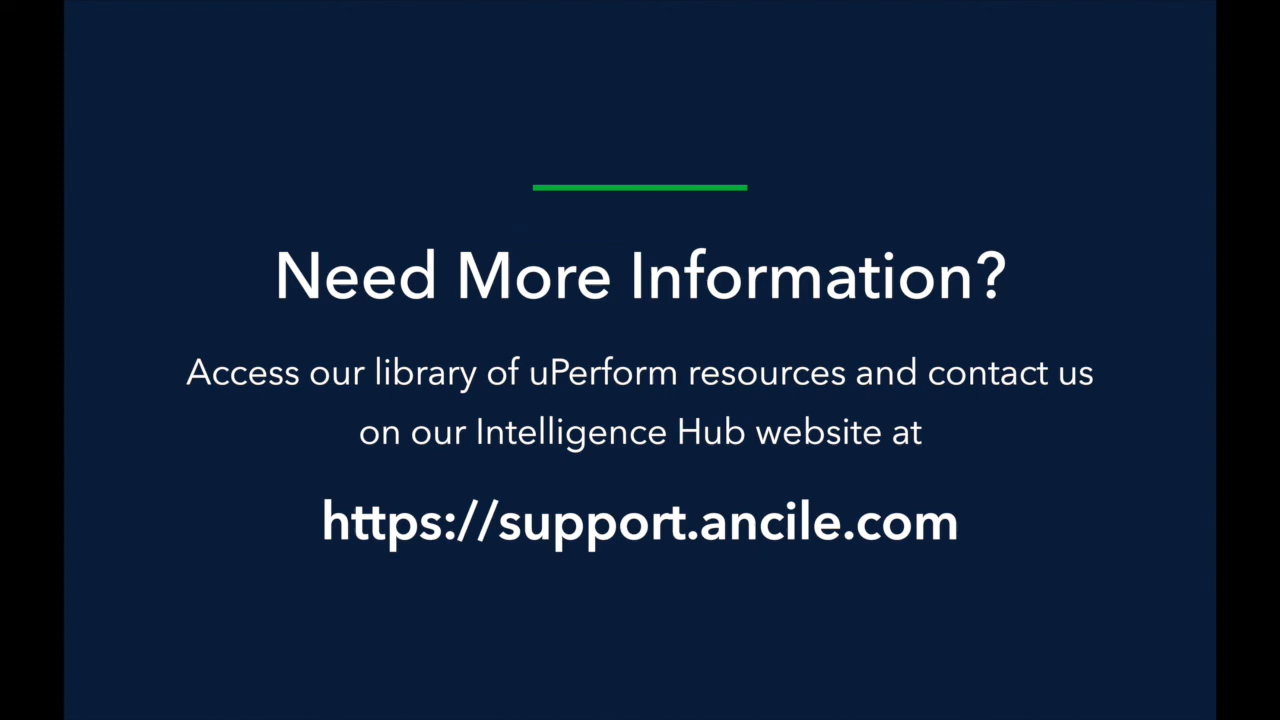 Need More Information?
Access our library of uPerform resources and contact us
on our Intelligence Hub website at
https://support.ancile.com